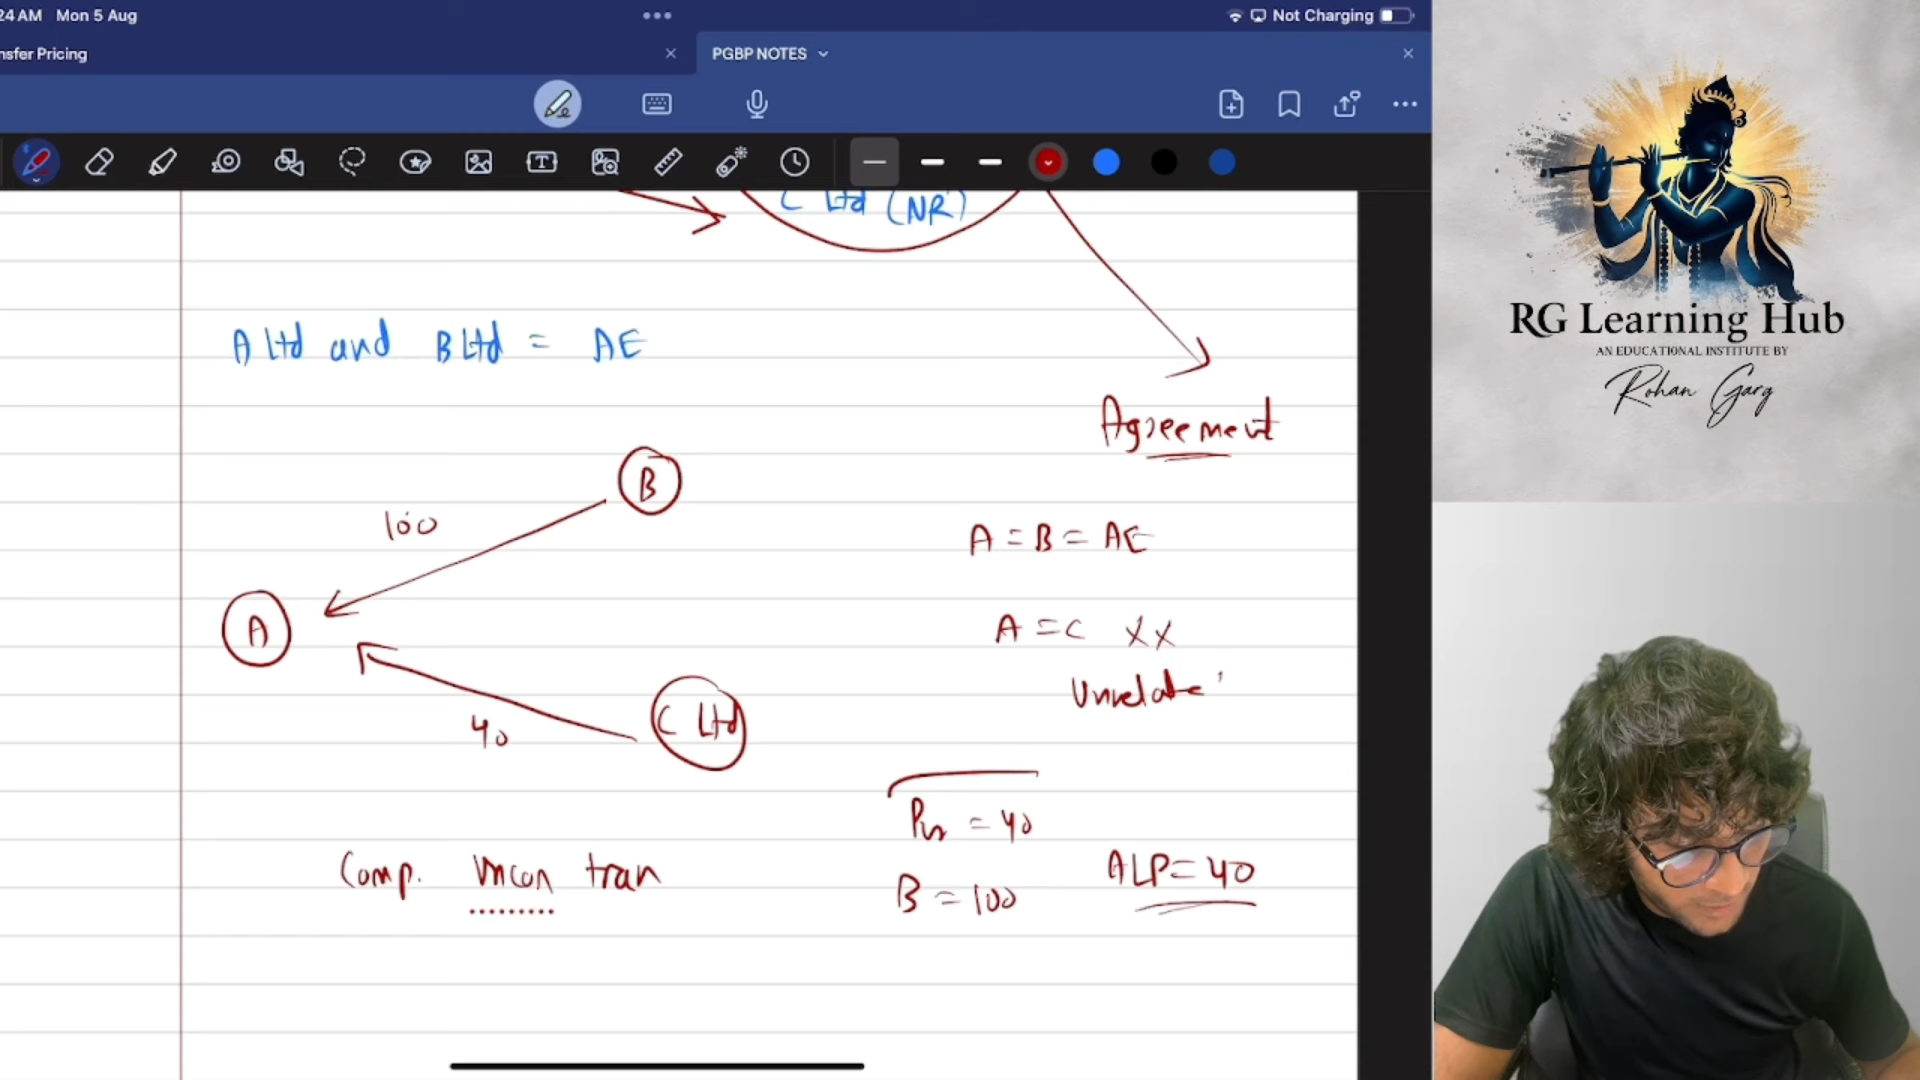 24 AM Mon 5 Aug
Not Charging
nsfer Pricing
PGBP NOTES
C Ltd (NR)
A Ltd and B Ltd = AE
Agreement
B
100
A = B = AE
A
A = C XX
Unrelate
C Ltd
40
Pur = 40
Comp. Uncon tran
B = 100
ALP = 40
RG Learning Hub
AN EDUCATIONAL INSTITUTE BY
Rohan Garg